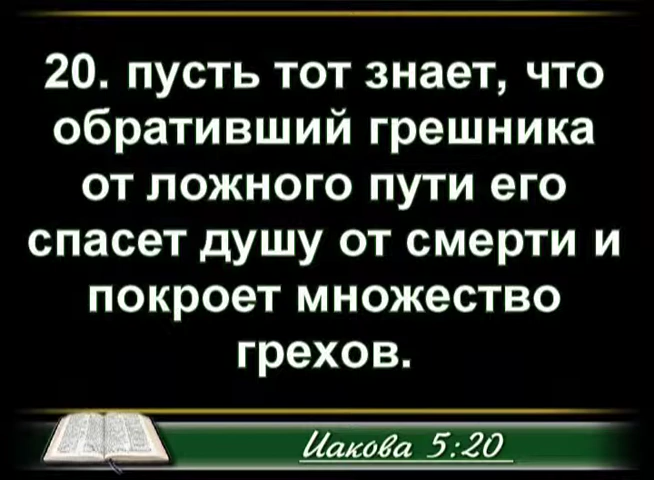 20. пусть тот знает, что
обративший грешника
от ложного пути его
спасет душу от смерти и
покроет множество
грехов.
Иакова 5:20